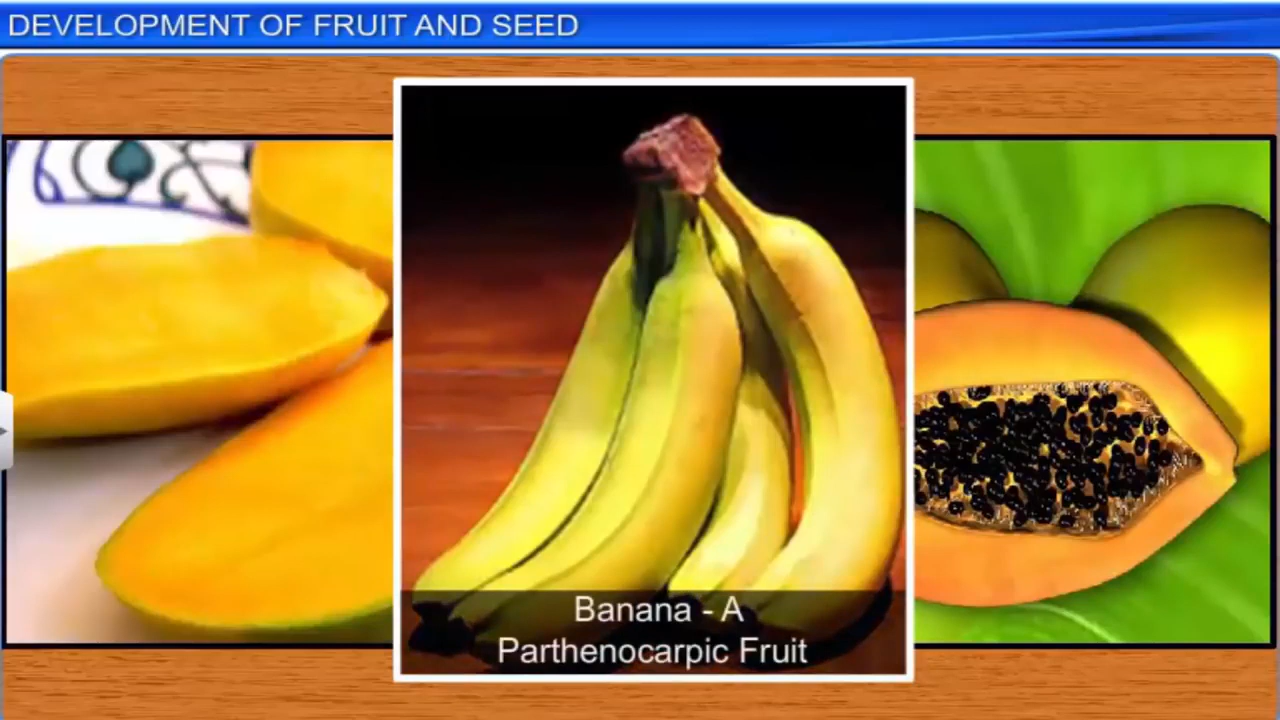 DEVELOPMENT OF FRUIT AND SEED
Banana - A
Parthenocarpic Fruit